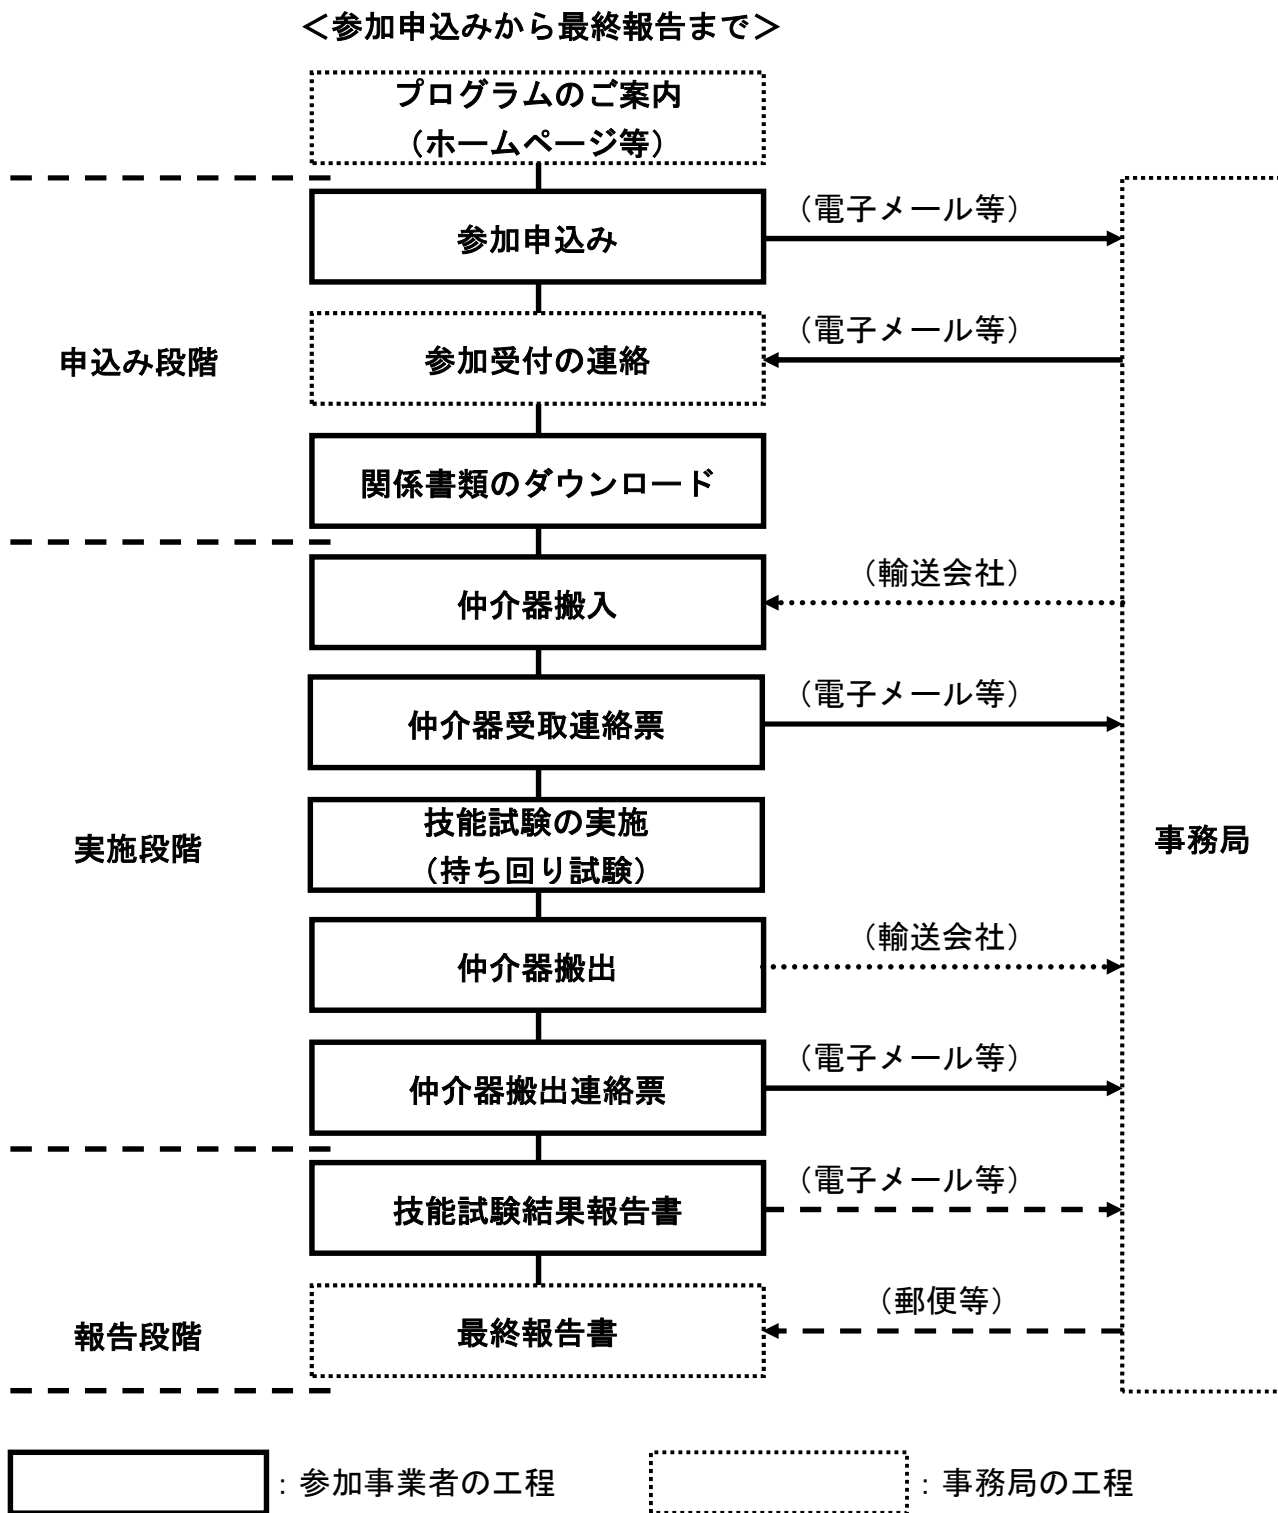 ＜参加申込みから最終報告まで＞
プログラムのご案内
（ホームページ等）
参加申込み
（電子メール等）
申込み段階
参加受付の連絡
（電子メール等）
関係書類のダウンロード
仲介器搬入
（輸送会社）
仲介器受取連絡票
（電子メール等）
実施段階
技能試験の実施
（持ち回り試験）
事務局
仲介器搬出
（輸送会社）
仲介器搬出連絡票
（電子メール等）
技能試験結果報告書
（電子メール等）
報告段階
最終報告書
（郵便等）
：参加事業者の工程
：事務局の工程